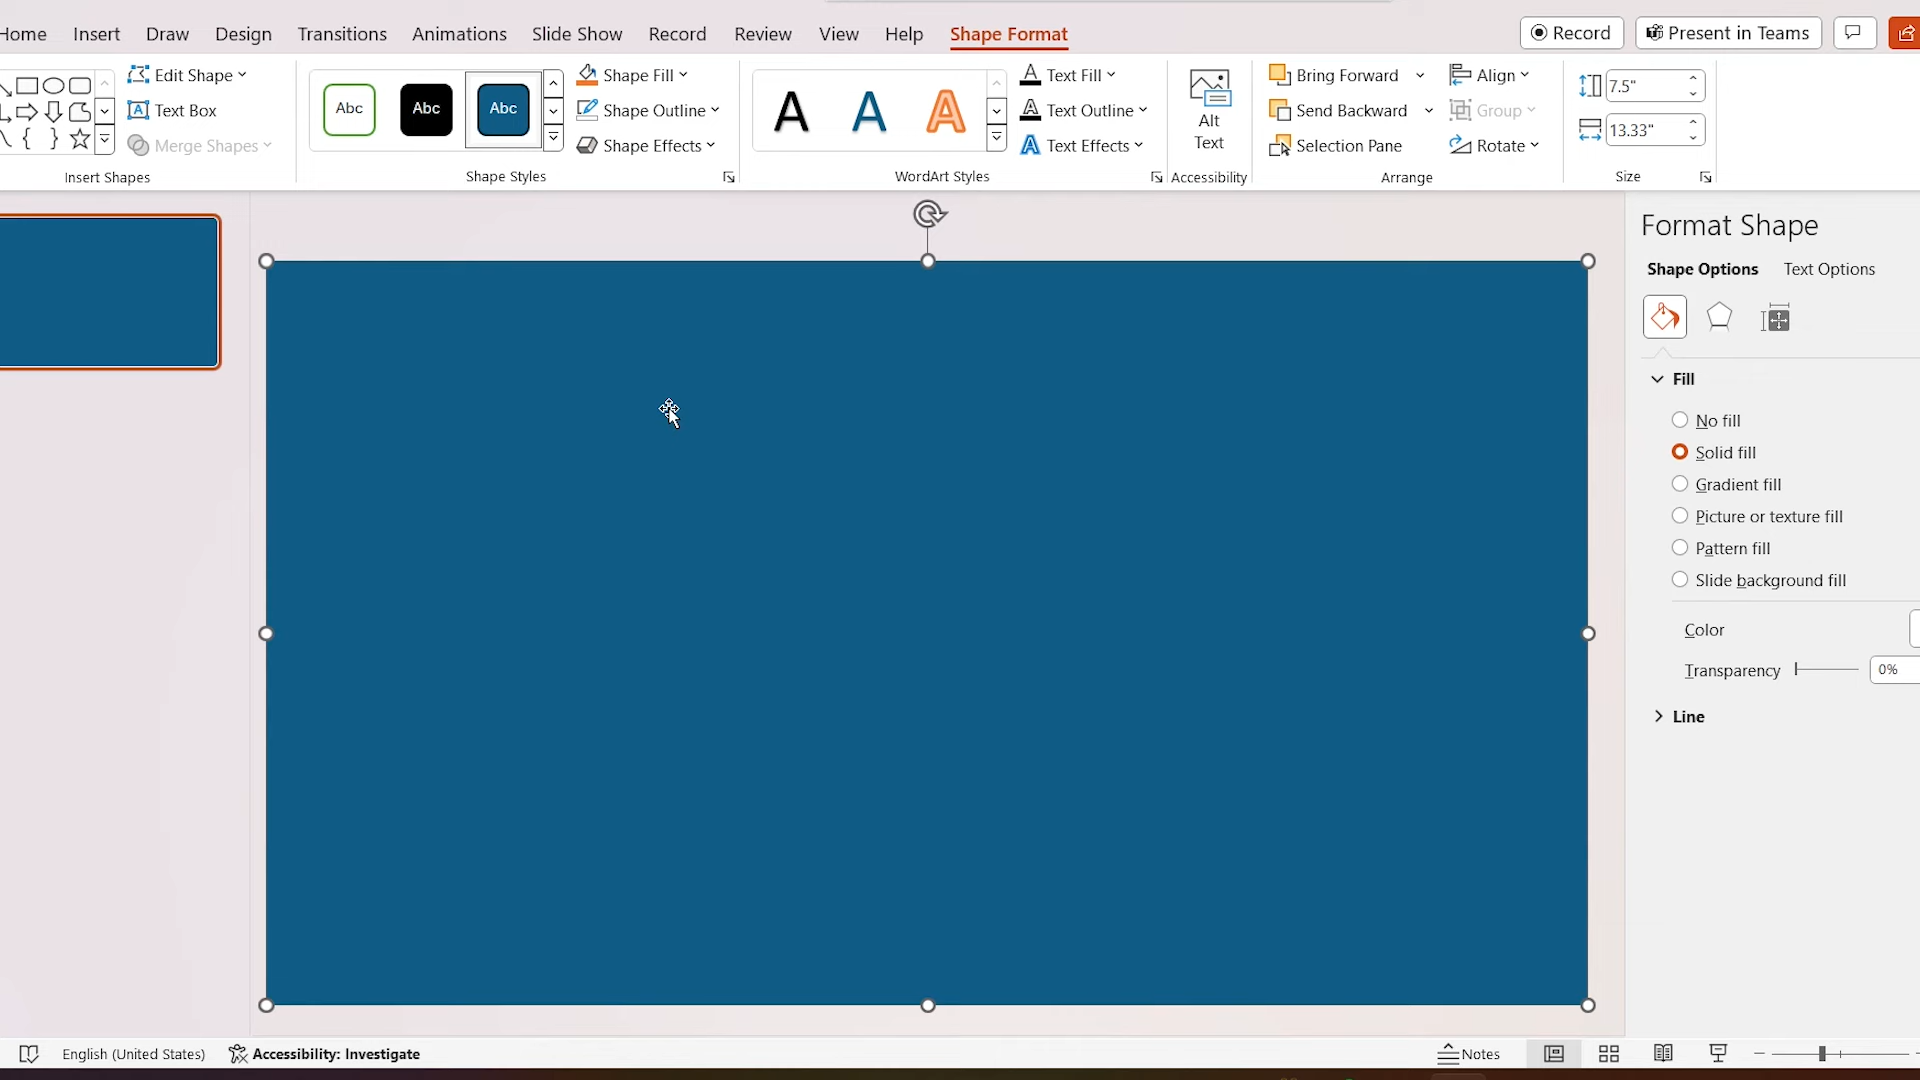 Home Insert Draw Design Transitions Animations Slide Show Record Review View Help Shape Format Record Present in Teams
Edit Shape
Text Box
Merge Shapes
Insert Shapes
Abc Abc Abc
Shape Fill
Shape Outline
Shape Effects
Shape Styles
A A A
Text Fill
Text Outline
Text Effects
WordArt Styles
Alt
Text
Accessibility
Bring Forward
Send Backward
Selection Pane
Align
Group
Rotate
Arrange
7.5"
13.33"
Size
Format Shape
Shape Options Text Options
Fill
No fill
Solid fill
Gradient fill
Picture or texture fill
Pattern fill
Slide background fill
Color
Transparency 0%
Line
English (United States) Accessibility: Investigate Notes